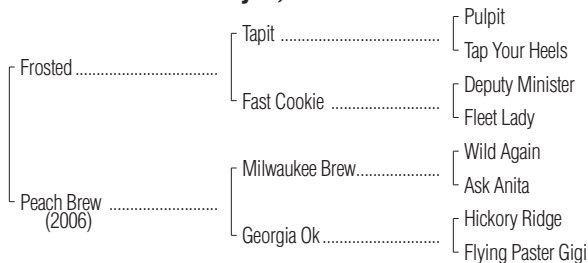 Pulpit
Tapit
Tap Your Heels
Frosted
Deputy Minister
Fast Cookie
Fleet Lady
Wild Again
Milwaukee Brew
Ask Anita
Peach Brew
(2006)
Hickory Ridge
Georgia Ok
Flying Paster Gigi